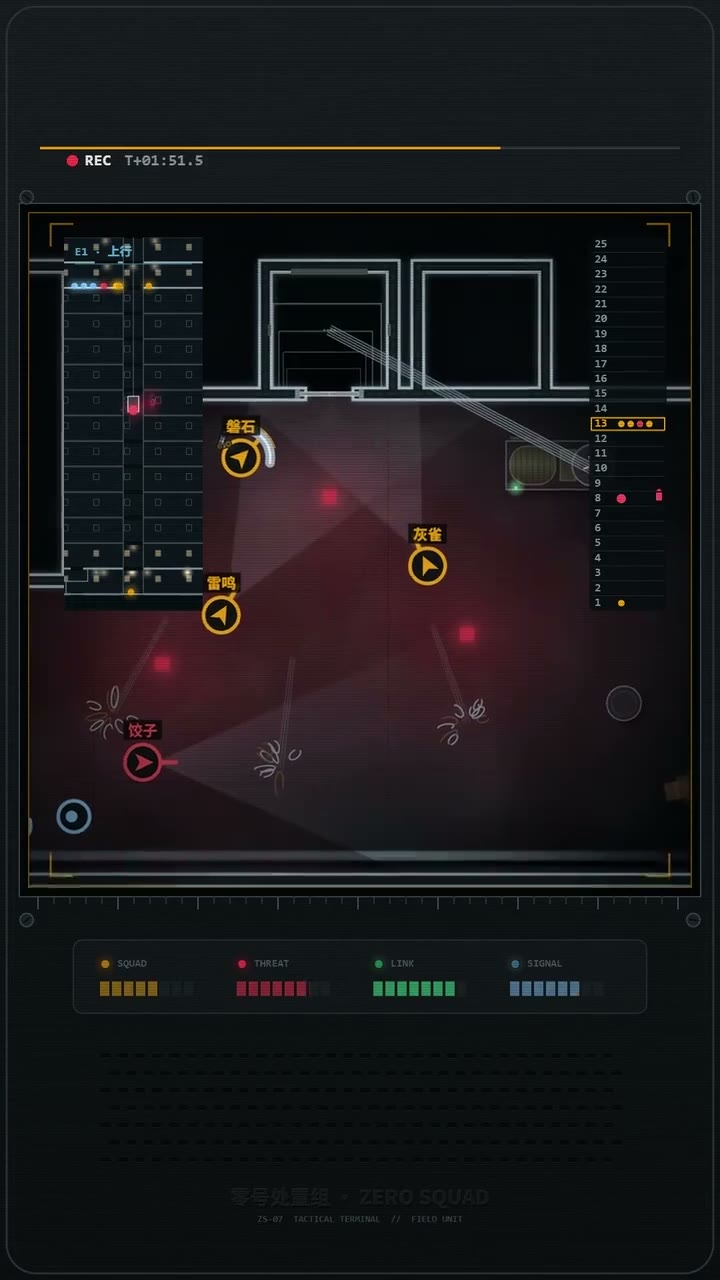 REC T+01:51.5
E1 · 上行
25
24
23
22
21
20
19
18
17
16
15
14
13
12
11
10
9
8
7
6
5
4
3
2
1
磐石
灰雀
雷鸣
饺子
SQUAD THREAT LINK SIGNAL
零号处置组 · ZERO SQUAD
ZS-07 TACTICAL TERMINAL // FIELD UNIT